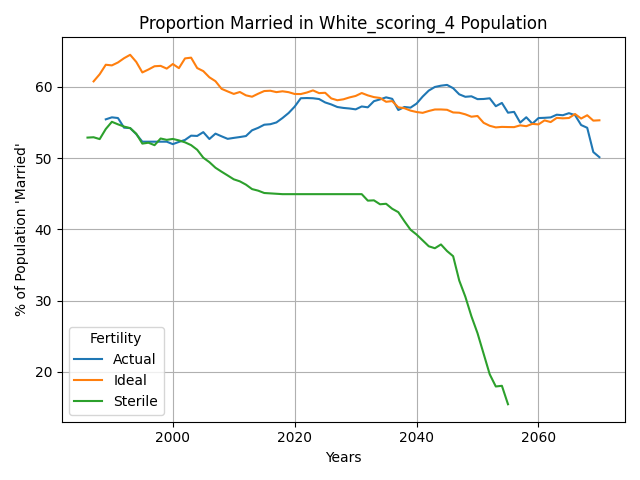 Proportion Married in White_scoring_4 Population
% of Population 'Married'
60
50
40
30
20
Fertility
Actual
Ideal
Sterile
2000
2020
2040
2060
Years